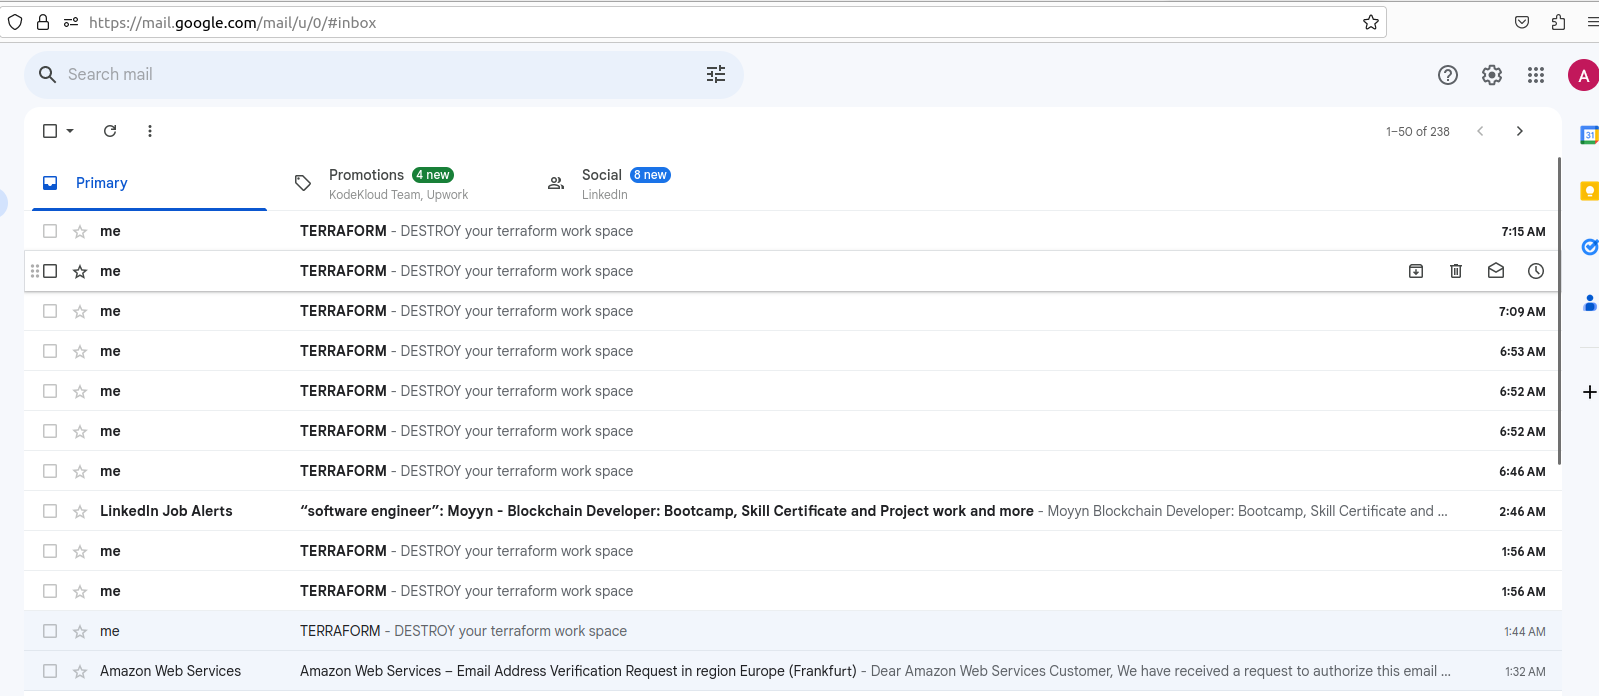 https://mail.google.com/mail/u/0/#inbox
Search mail
A
1–50 of 238
31
Primary
Promotions 4 new
KodeKloud Team, Upwork
Social 8 new
LinkedIn
me TERRAFORM - DESTROY your terraform work space 7:15 AM
me TERRAFORM - DESTROY your terraform work space
me TERRAFORM - DESTROY your terraform work space 7:09 AM
me TERRAFORM - DESTROY your terraform work space 6:53 AM
me TERRAFORM - DESTROY your terraform work space 6:52 AM
me TERRAFORM - DESTROY your terraform work space 6:52 AM
me TERRAFORM - DESTROY your terraform work space 6:46 AM
LinkedIn Job Alerts “software engineer”: Moyyn - Blockchain Developer: Bootcamp, Skill Certificate and Project work and more - Moyyn Blockchain Developer: Bootcamp, Skill Certificate and ... 2:46 AM
me TERRAFORM - DESTROY your terraform work space 1:56 AM
me TERRAFORM - DESTROY your terraform work space 1:56 AM
me TERRAFORM - DESTROY your terraform work space 1:44 AM
Amazon Web Services Amazon Web Services – Email Address Verification Request in region Europe (Frankfurt) - Dear Amazon Web Services Customer, We have received a request to authorize this email ... 1:32 AM